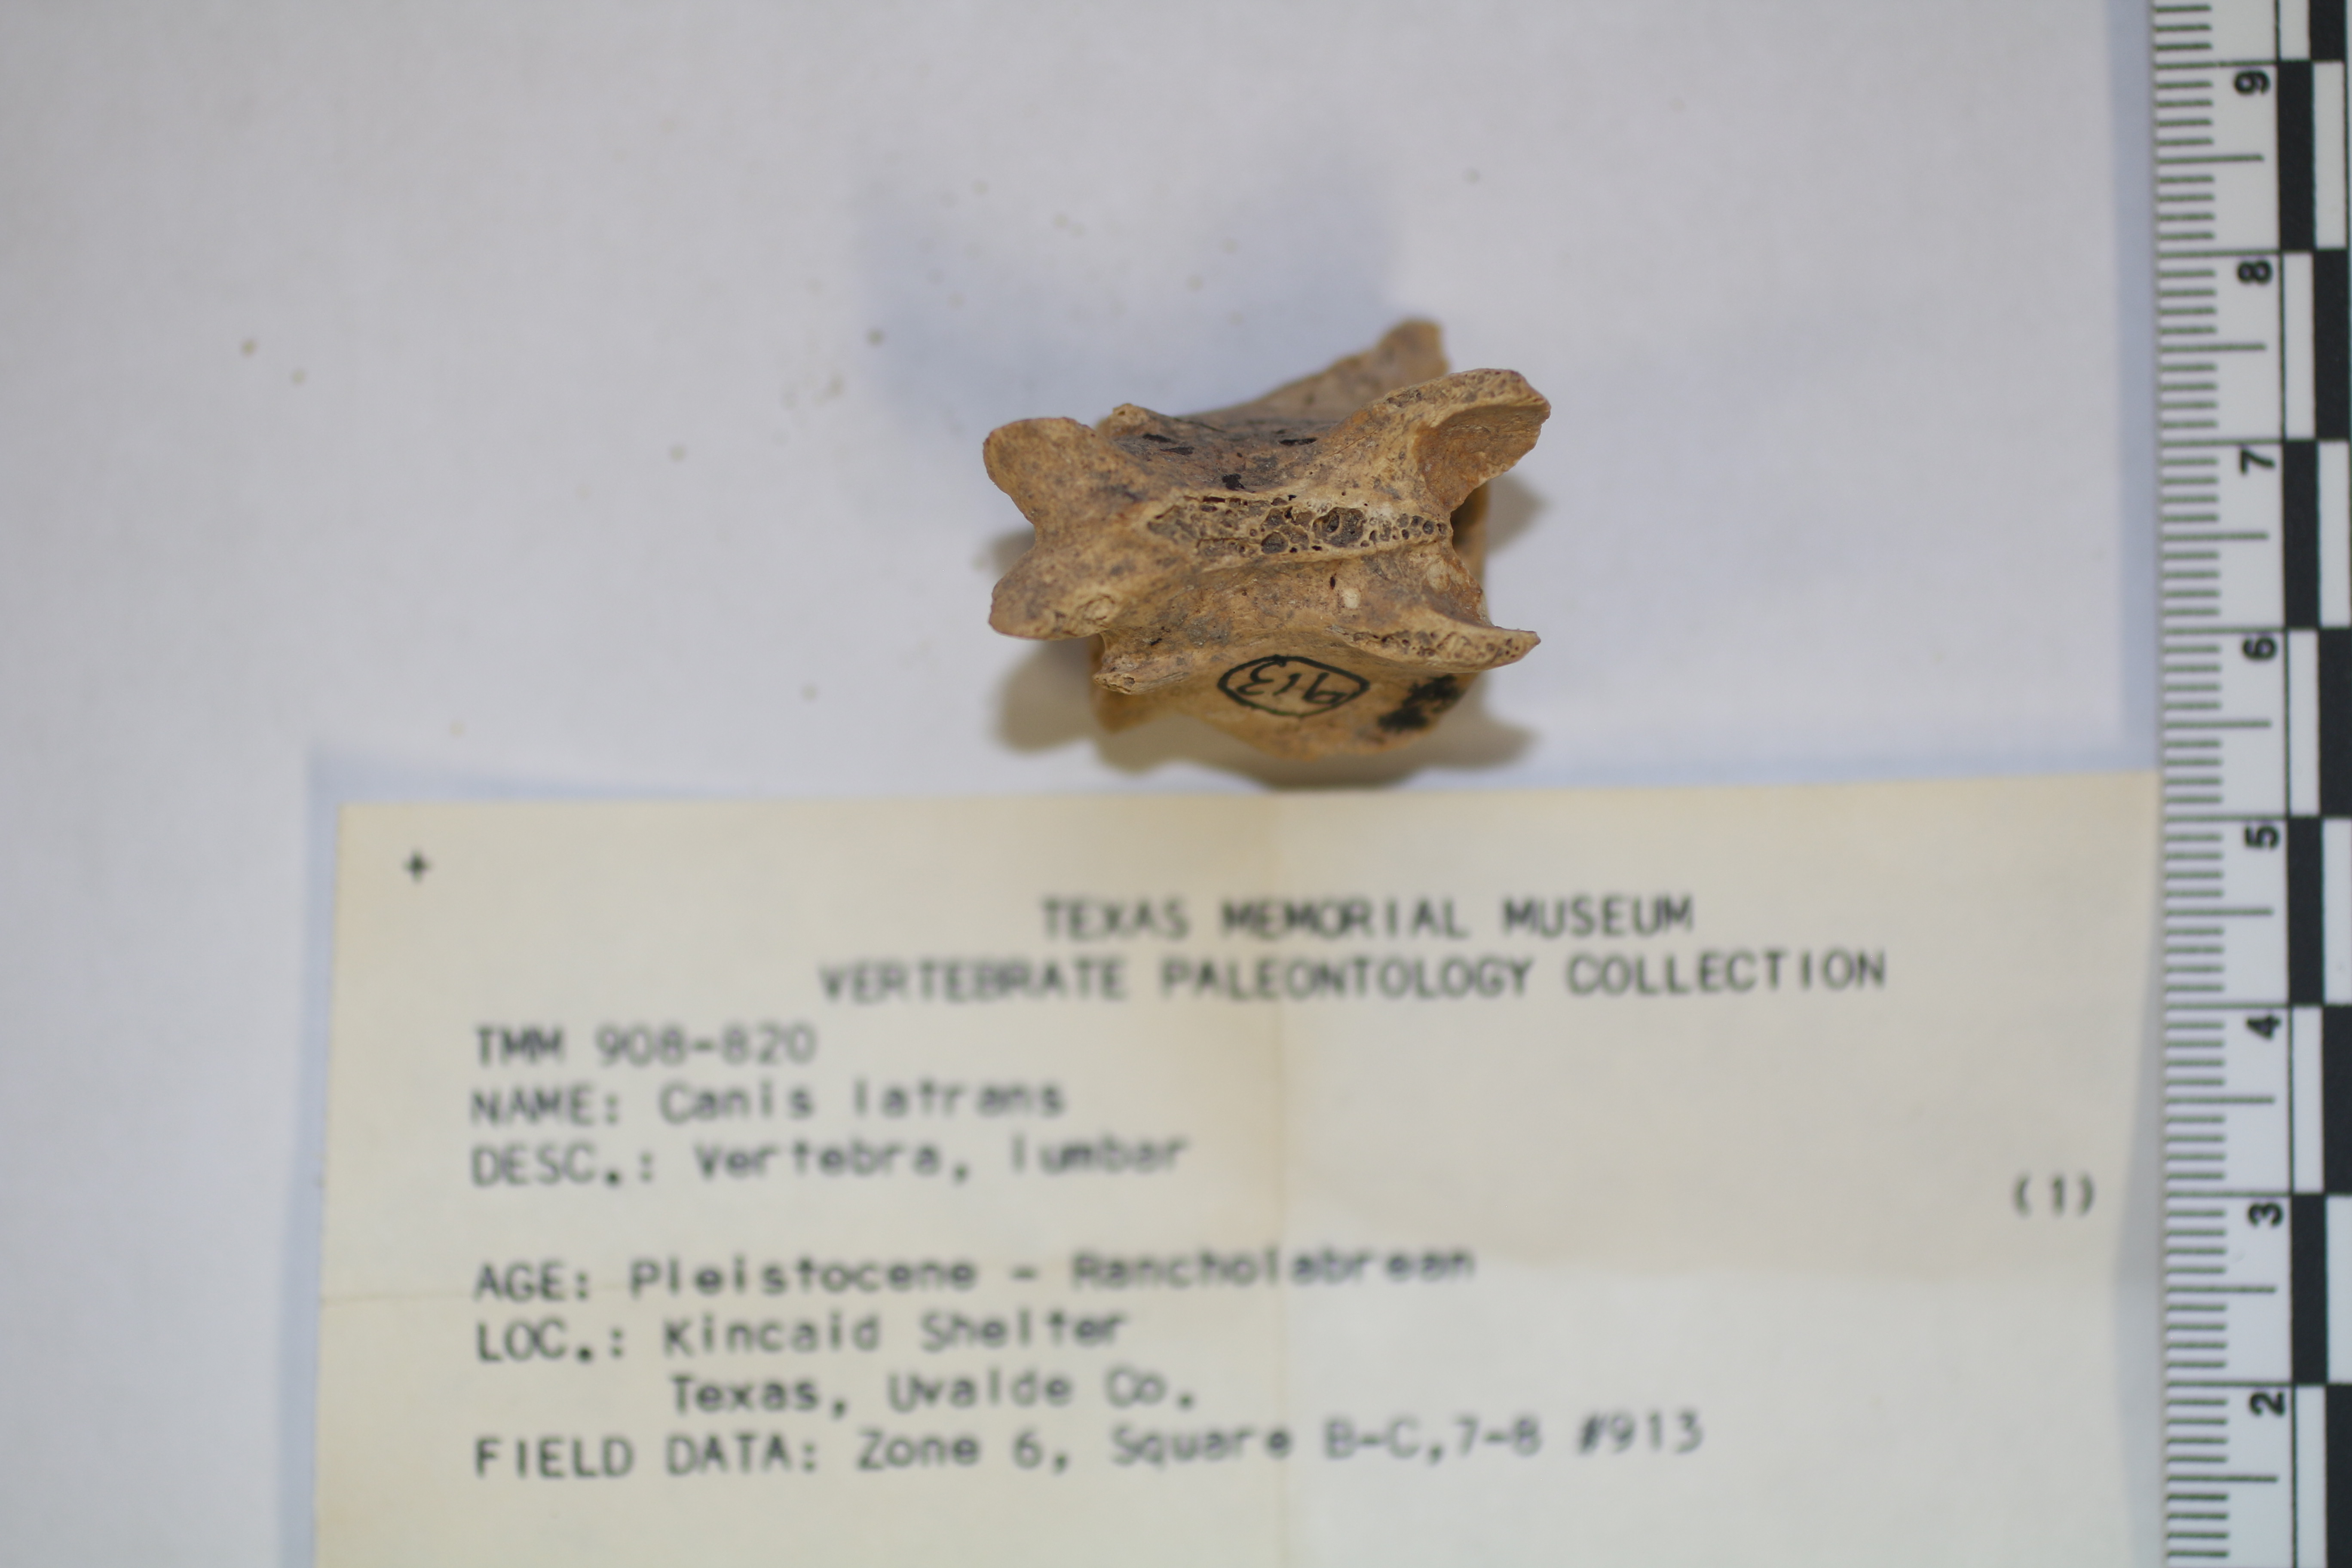 913
+
TEXAS MEMORIAL MUSEUM
VERTEBRATE PALEONTOLOGY COLLECTION
TMM 908-820
NAME: Canis latrans
DESC.: Vertebra, lumbar
(1)
AGE: Pleistocene - Rancholabrean
LOC.: Kincaid Shelter
Texas, Uvalde Co.
FIELD DATA: Zone 6, Square B-C,7-8 #913
9
8
7
6
5
4
3
2